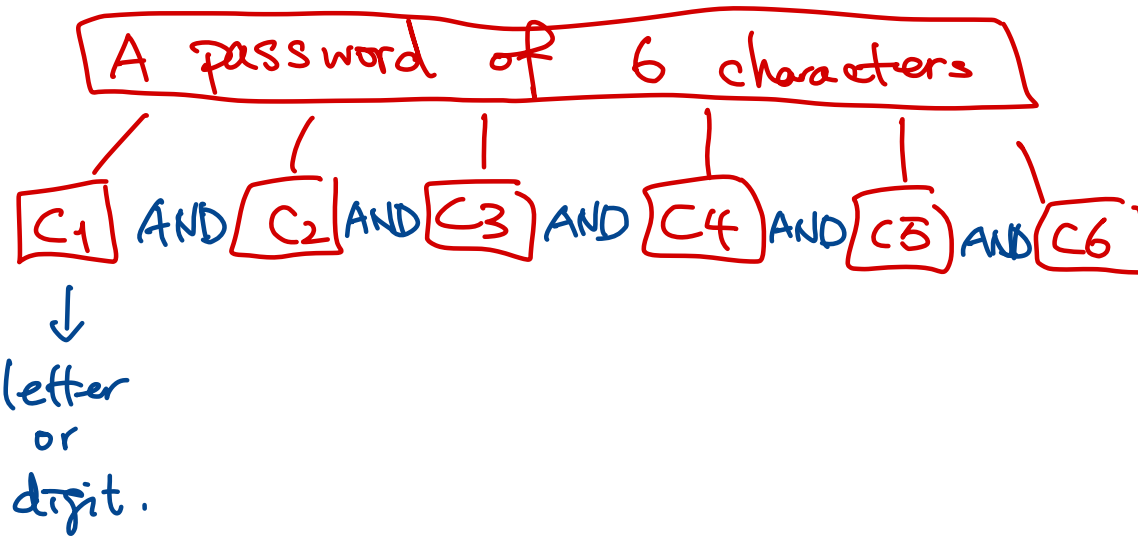 A password of 6 characters
C1 AND C2 AND C3 AND C4 AND C5 AND C6
letter
or
digit.